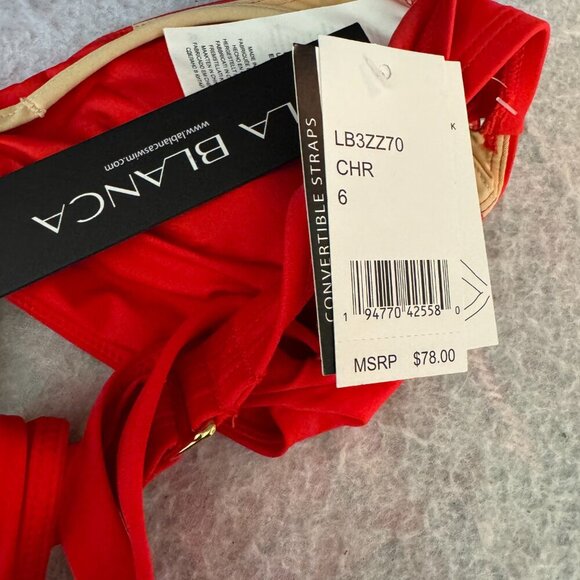 LA BLANCA
www.lablancaswim.com
CONVERTIBLE STRAPS
K
LB3ZZ70
CHR
6
1 94770 42558 0
MSRP $78.00